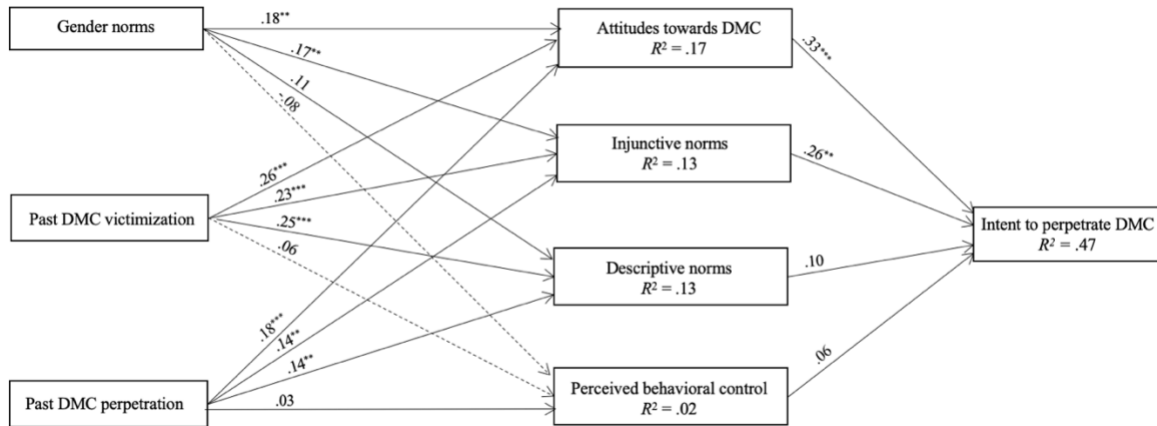 Gender norms
Past DMC victimization
Past DMC perpetration
.18**
.17**
.11
-.08
.26***
.23***
.25***
.06
.18***
.14**
.14**
.03
Attitudes towards DMC
R² = .17
Injunctive norms
R² = .13
Descriptive norms
R² = .13
Perceived behavioral control
R² = .02
.33***
.26**
.10
.06
Intent to perpetrate DMC
R² = .47